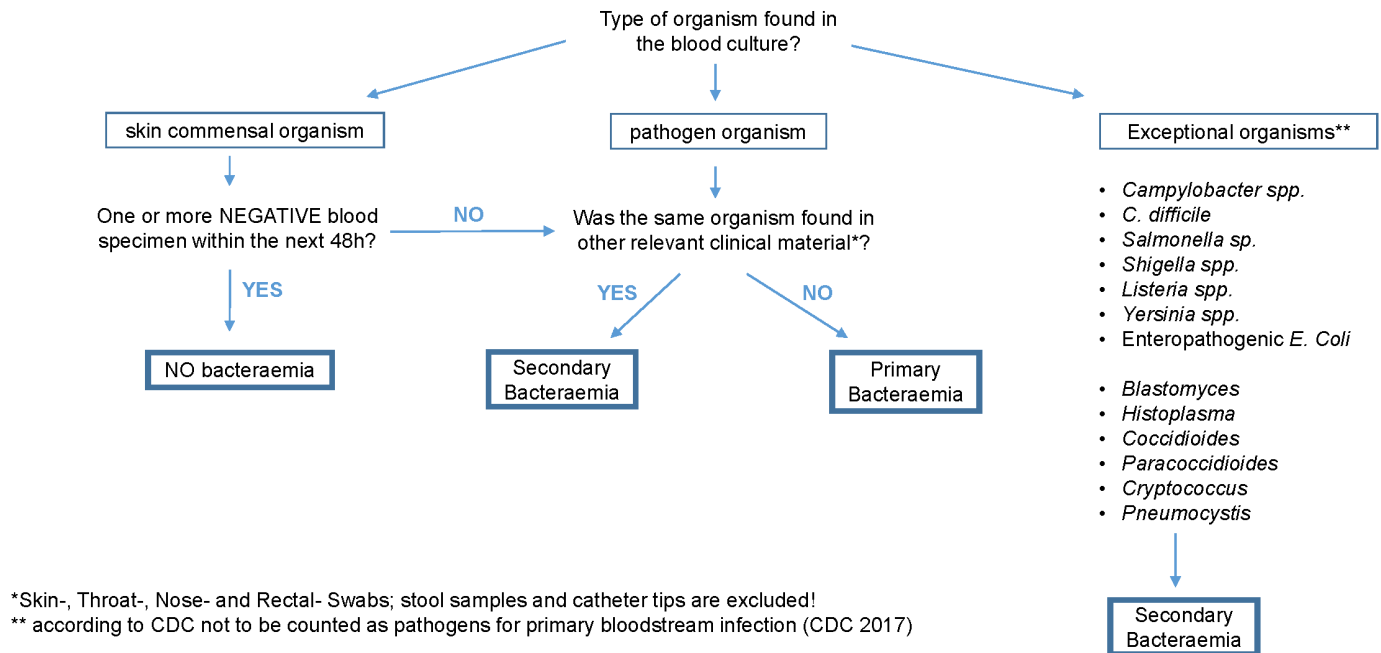 Type of organism found in
the blood culture?
skin commensal organism
pathogen organism
Exceptional organisms**
One or more NEGATIVE blood
specimen within the next 48h?
NO
Was the same organism found in
other relevant clinical material*?
YES
YES
NO
NO bacteraemia
Secondary
Bacteraemia
Primary
Bacteraemia
• Campylobacter spp.
• C. difficile
• Salmonella sp.
• Shigella spp.
• Listeria spp.
• Yersinia spp.
• Enteropathogenic E. Coli
• Blastomyces
• Histoplasma
• Coccidioides
• Paracoccidioides
• Cryptococcus
• Pneumocystis
Secondary
Bacteraemia
*Skin-, Throat-, Nose- and Rectal- Swabs; stool samples and catheter tips are excluded!
** according to CDC not to be counted as pathogens for primary bloodstream infection (CDC 2017)